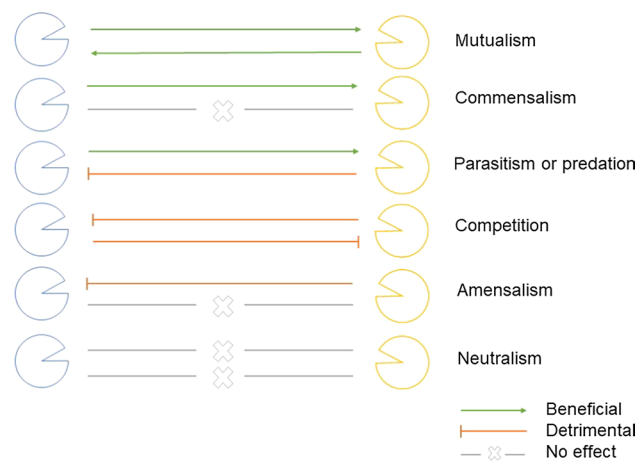 Mutualism
Commensalism
Parasitism or predation
Competition
Amensalism
Neutralism
Beneficial
Detrimental
No effect